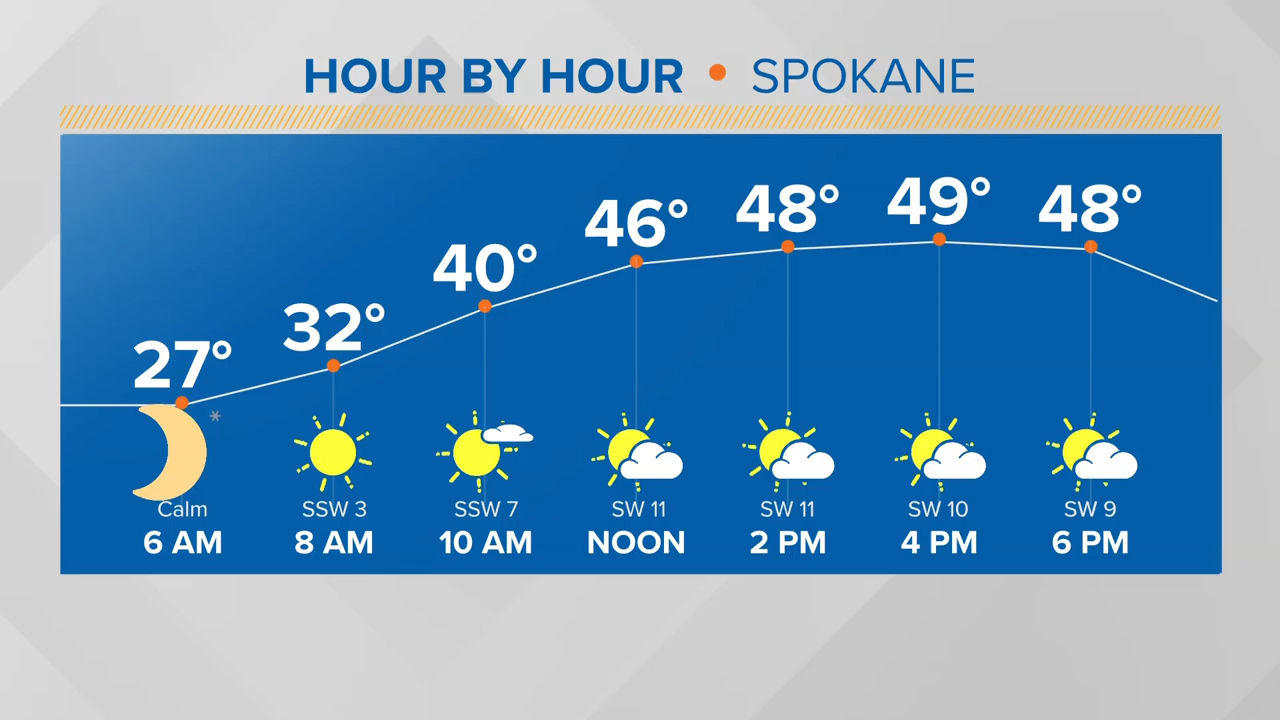 HOUR BY HOUR • SPOKANE
27° 32° 40° 46° 48° 49° 48°
Calm SSW 3 SSW 7 SW 11 SW 11 SW 10 SW 9
6 AM 8 AM 10 AM NOON 2 PM 4 PM 6 PM